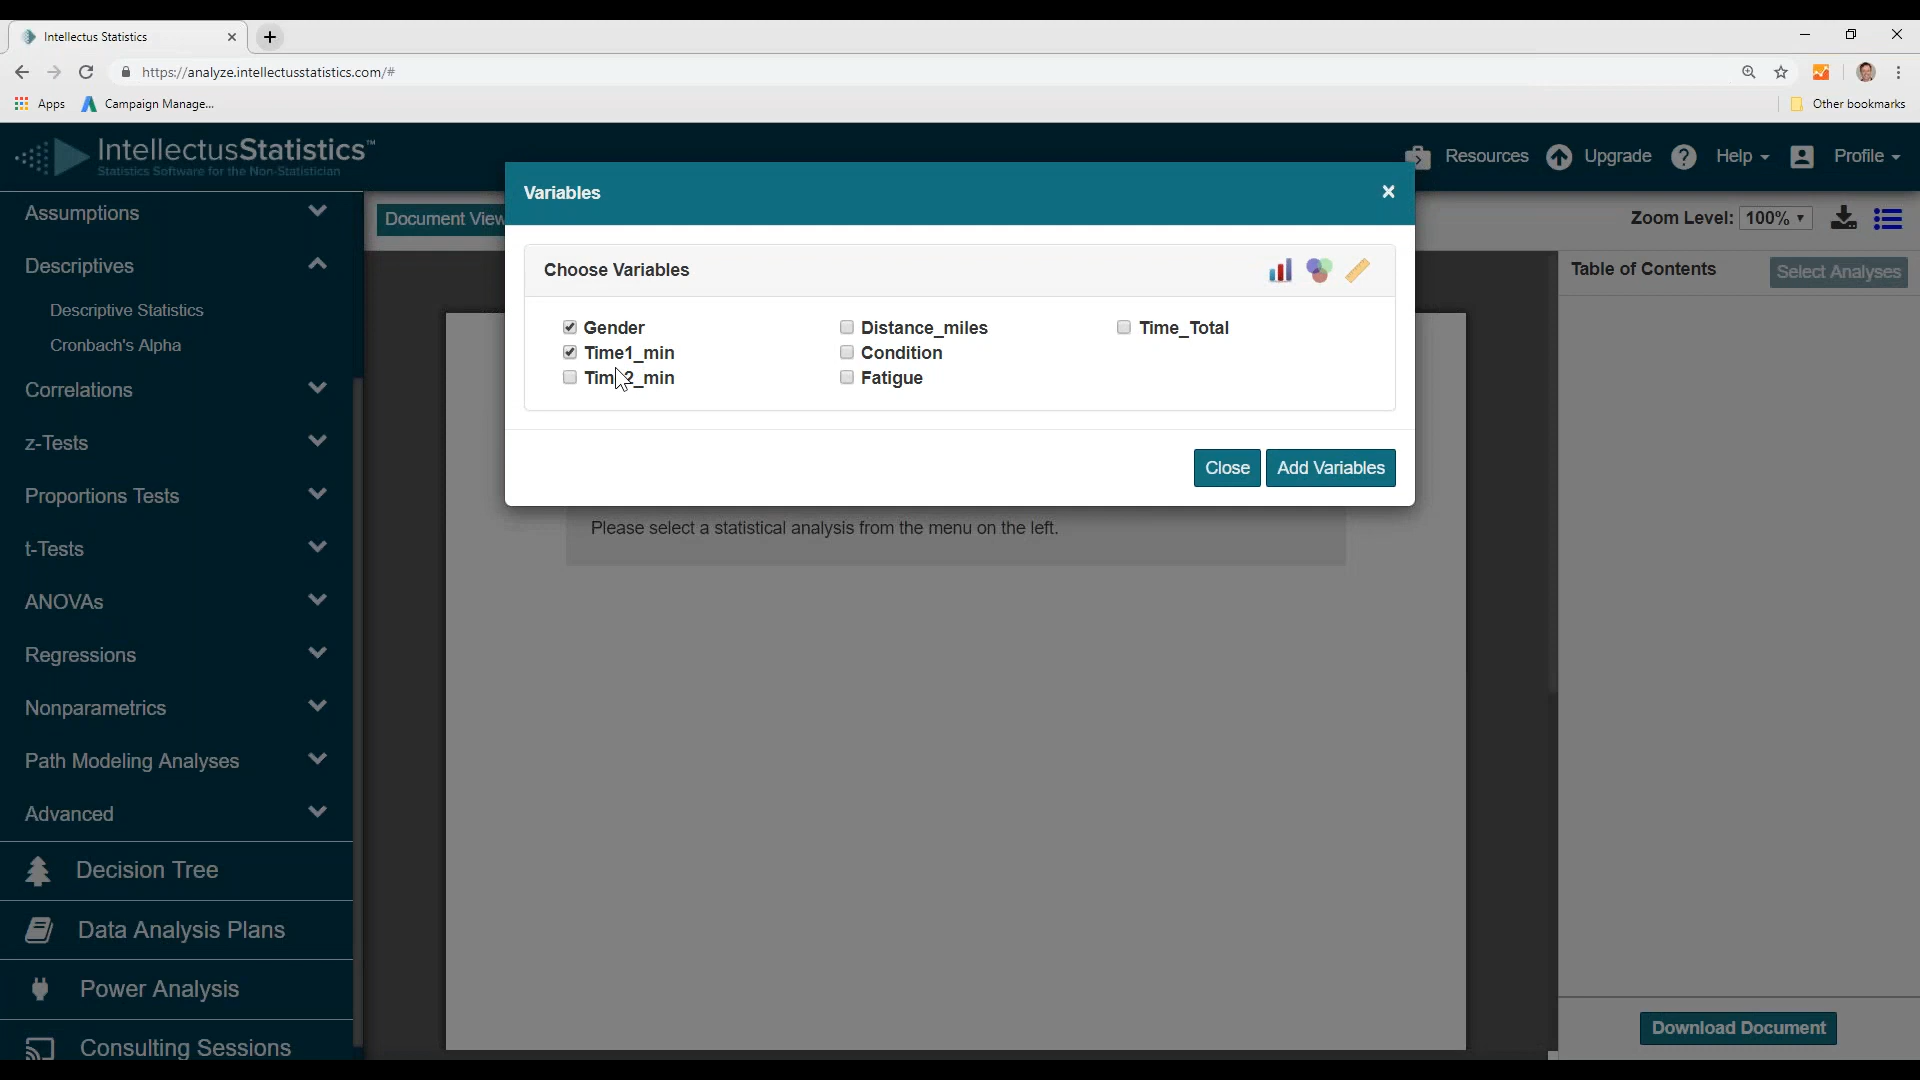 Intellectus Statistics
https://analyze.intellectusstatistics.com/#
Apps
Campaign Manage...
Other bookmarks
IntellectusStatistics™
Statistics Software for the Non-Statistician
Resources
Upgrade
Help
Profile
Assumptions
Descriptives
Descriptive Statistics
Cronbach's Alpha
Correlations
z-Tests
Proportions Tests
t-Tests
ANOVAs
Regressions
Nonparametrics
Path Modeling Analyses
Advanced
Decision Tree
Data Analysis Plans
Power Analysis
Consulting Sessions
Document View
Zoom Level: 100%
Variables
Choose Variables
Gender
Time1_min
Time2_min
Distance_miles
Condition
Fatigue
Time_Total
Close
Add Variables
Please select a statistical analysis from the menu on the left.
Table of Contents
Select Analyses
Download Document